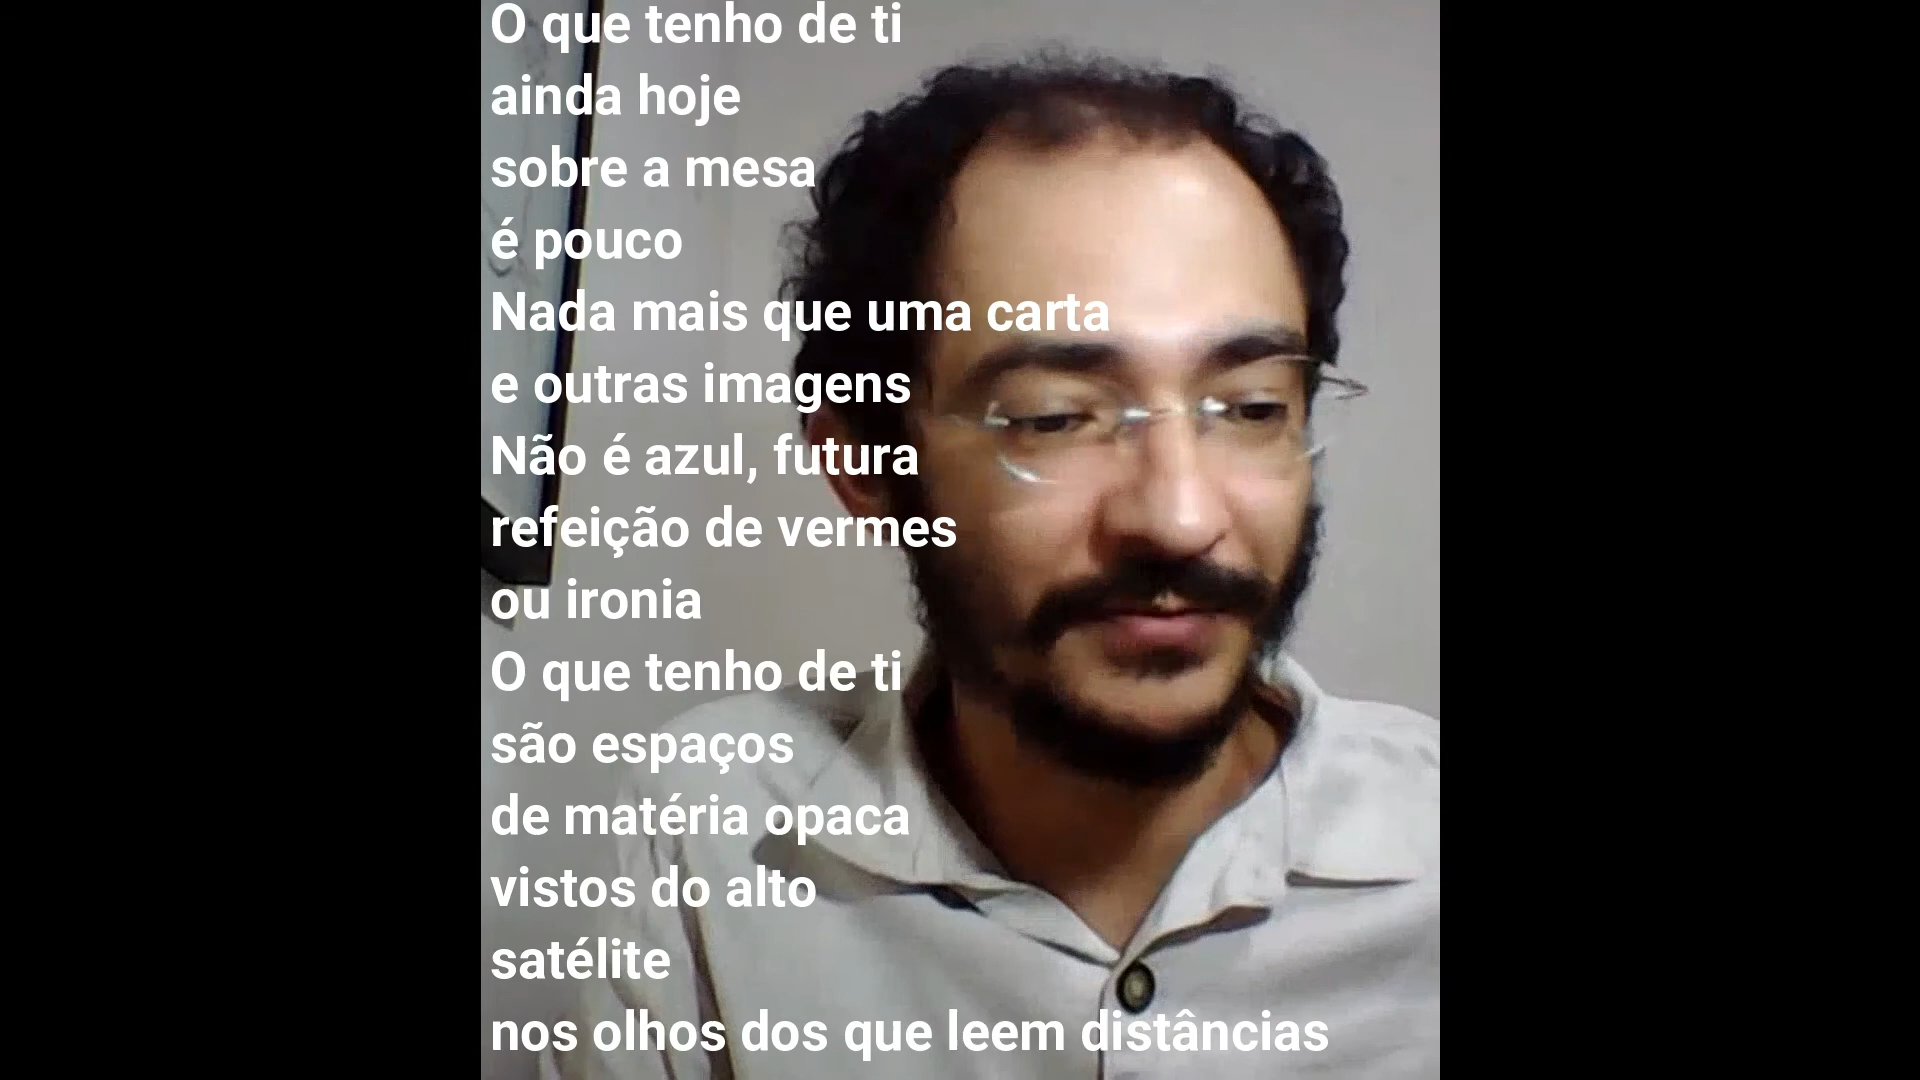 O que tenho de ti
ainda hoje
sobre a mesa
é pouco
Nada mais que uma carta
e outras imagens
Não é azul, futura
refeição de vermes
ou ironia
O que tenho de ti
são espaços
de matéria opaca
vistos do alto
satélite
nos olhos dos que leem distâncias